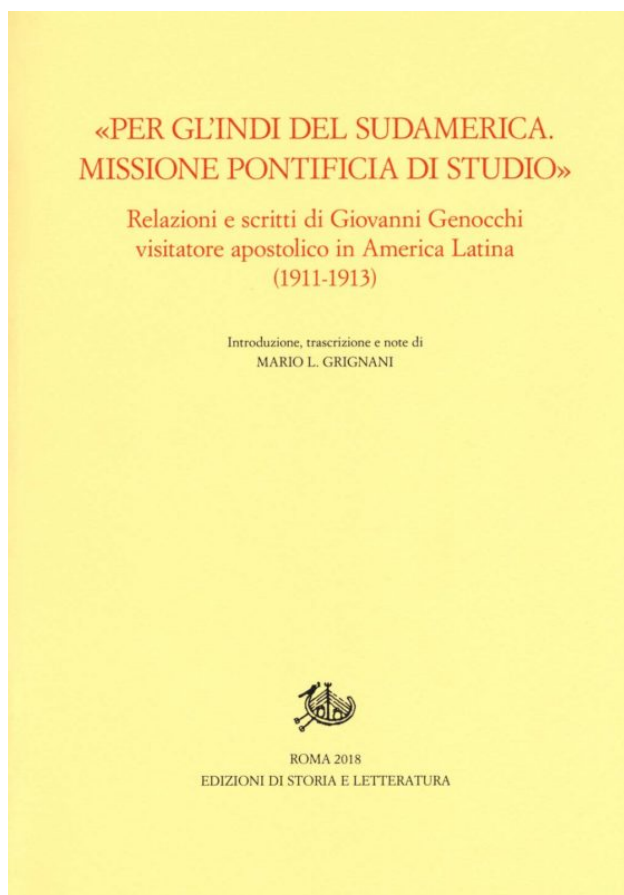 «PER GL'INDI DEL SUDAMERICA.
MISSIONE PONTIFICIA DI STUDIO»
Relazioni e scritti di Giovanni Genocchi
visitatore apostolico in America Latina
(1911-1913)
Introduzione, trascrizione e note di
MARIO L. GRIGNANI
ROMA 2018
EDIZIONI DI STORIA E LETTERATURA